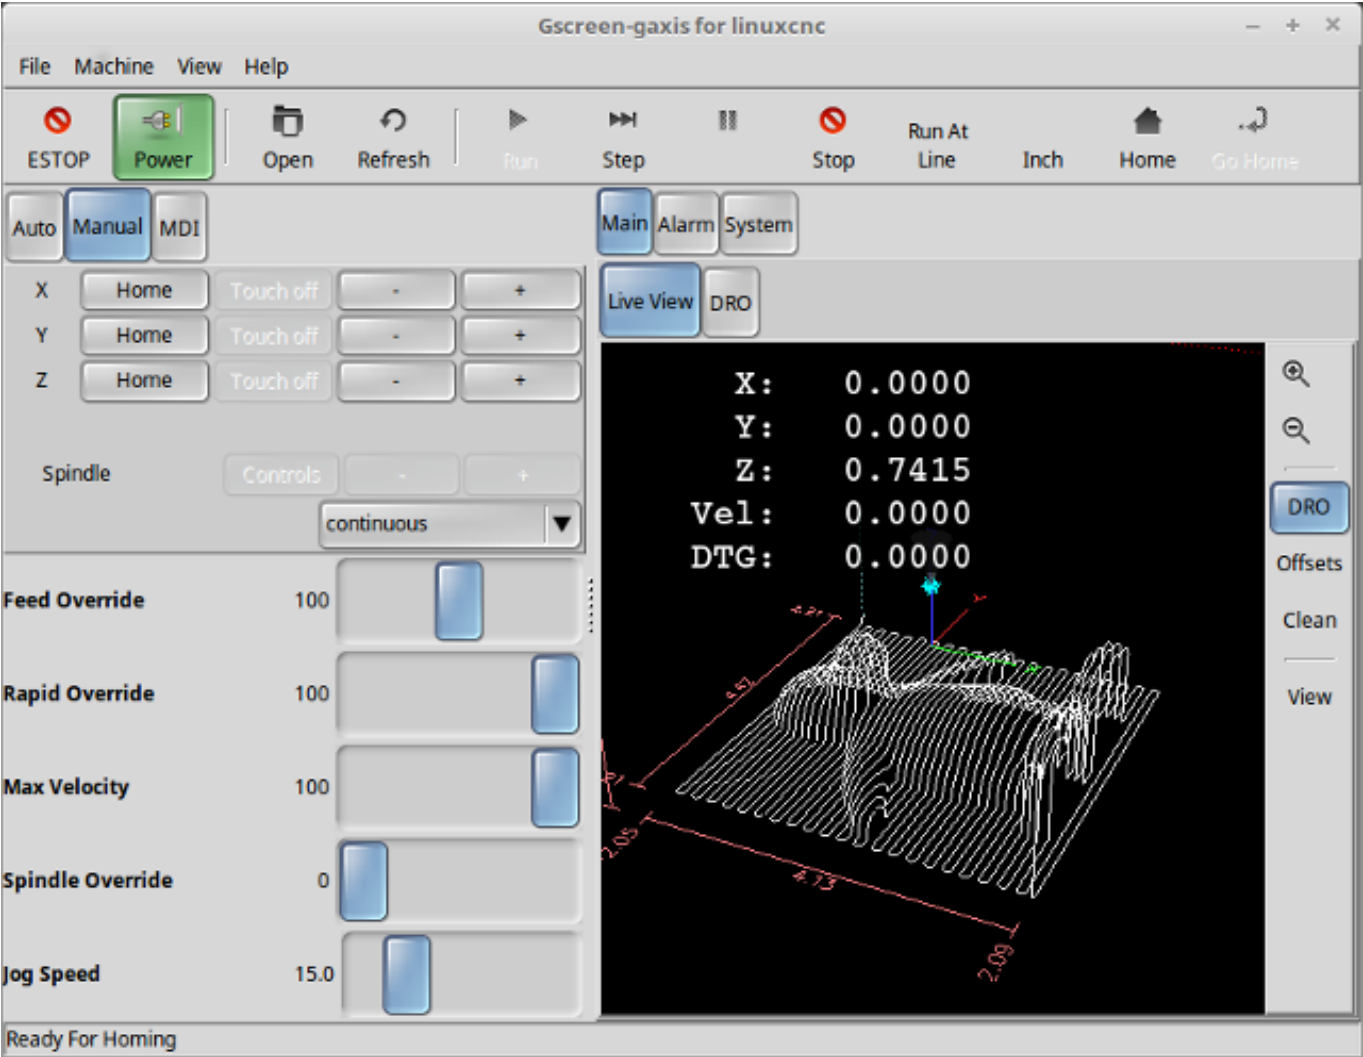 Gscreen-gaxis for linuxcnc
File Machine View Help
ESTOP Power Open Refresh Run Step Stop Run At Line Inch Home Go Home
Auto Manual MDI
Main Alarm System
Live View DRO
X Home Touch off - +
Y Home Touch off - +
Z Home Touch off - +
Spindle Controls - +
continuous
Feed Override 100
Rapid Override 100
Max Velocity 100
Spindle Override 0
Jog Speed 15.0
X: 0.0000
Y: 0.0000
Z: 0.7415
Vel: 0.0000
DTG: 0.0000
4.73
2.05
2.09
DRO
Offsets
Clean
View
Ready For Homing